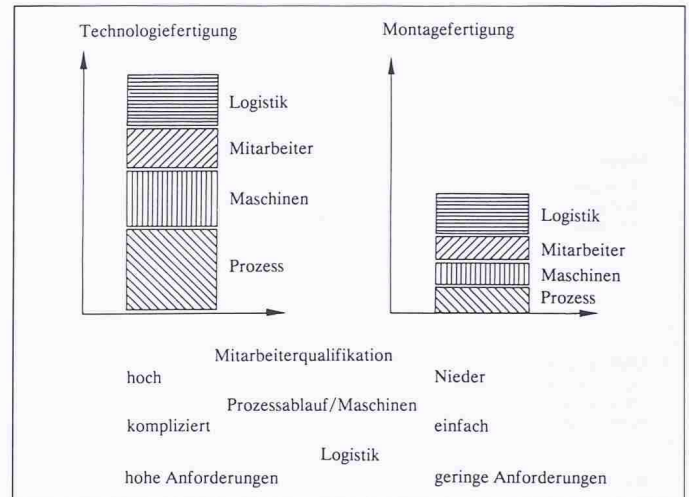 Technologiefertigung
Montagefertigung
Logistik
Mitarbeiter
Maschinen
Prozess
Logistik
Mitarbeiter
Maschinen
Prozess
Mitarbeiterqualifikation
hoch Nieder
Prozessablauf/Maschinen
kompliziert einfach
Logistik
hohe Anforderungen geringe Anforderungen